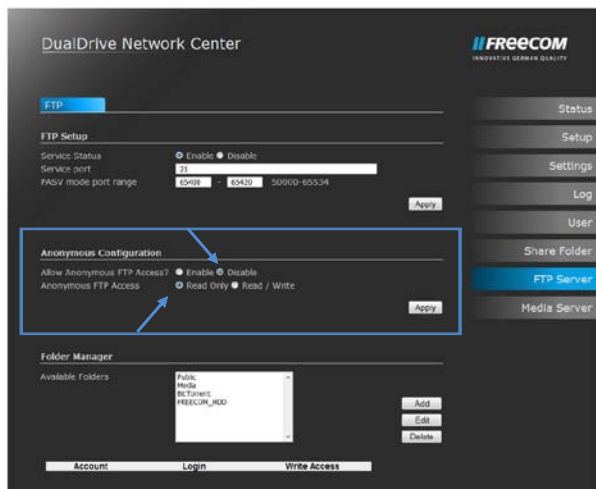 DualDrive Network Center
FREECOM
INNOVATIVE GERMAN QUALITY
FTP
Status
Setup
Settings
Log
User
Share Folder
FTP Server
Media Server
FTP Setup
Service Status Enable Disable
Service port 21
PASV mode port range 65400 - 65420 50000-65534
Apply
Anonymous Configuration
Allow Anonymous FTP Access? Enable Disable
Anonymous FTP Access Read Only Read / Write
Apply
Folder Manager
Available Folders
Public
Media
BitTorrent
FREECOM_HDD
Add
Edit
Delete
Account Login Write Access